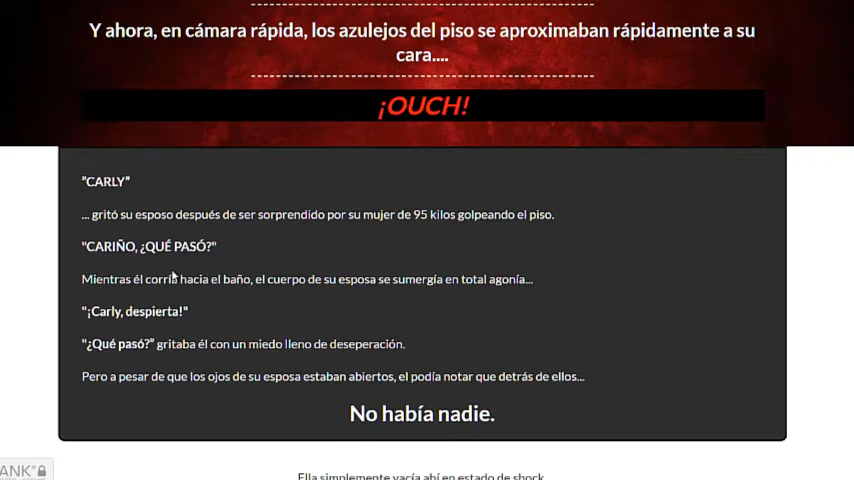 Y ahora, en cámara rápida, los azulejos del piso se aproximaban rápidamente a su
cara....
¡OUCH!
"CARLY"
... gritó su esposo después de ser sorprendido por su mujer de 95 kilos golpeando el piso.
"CARIÑO, ¿QUÉ PASÓ?"
Mientras él corría hacia el baño, el cuerpo de su esposa se sumergía en total agonía...
"¡Carly, despierta!"
"¿Qué pasó?" gritaba él con un miedo lleno de deseperación.
Pero a pesar de que los ojos de su esposa estaban abiertos, el podía notar que detrás de ellos...
No había nadie.
ANK
Ella simplemente yacía ahí en estado de shock